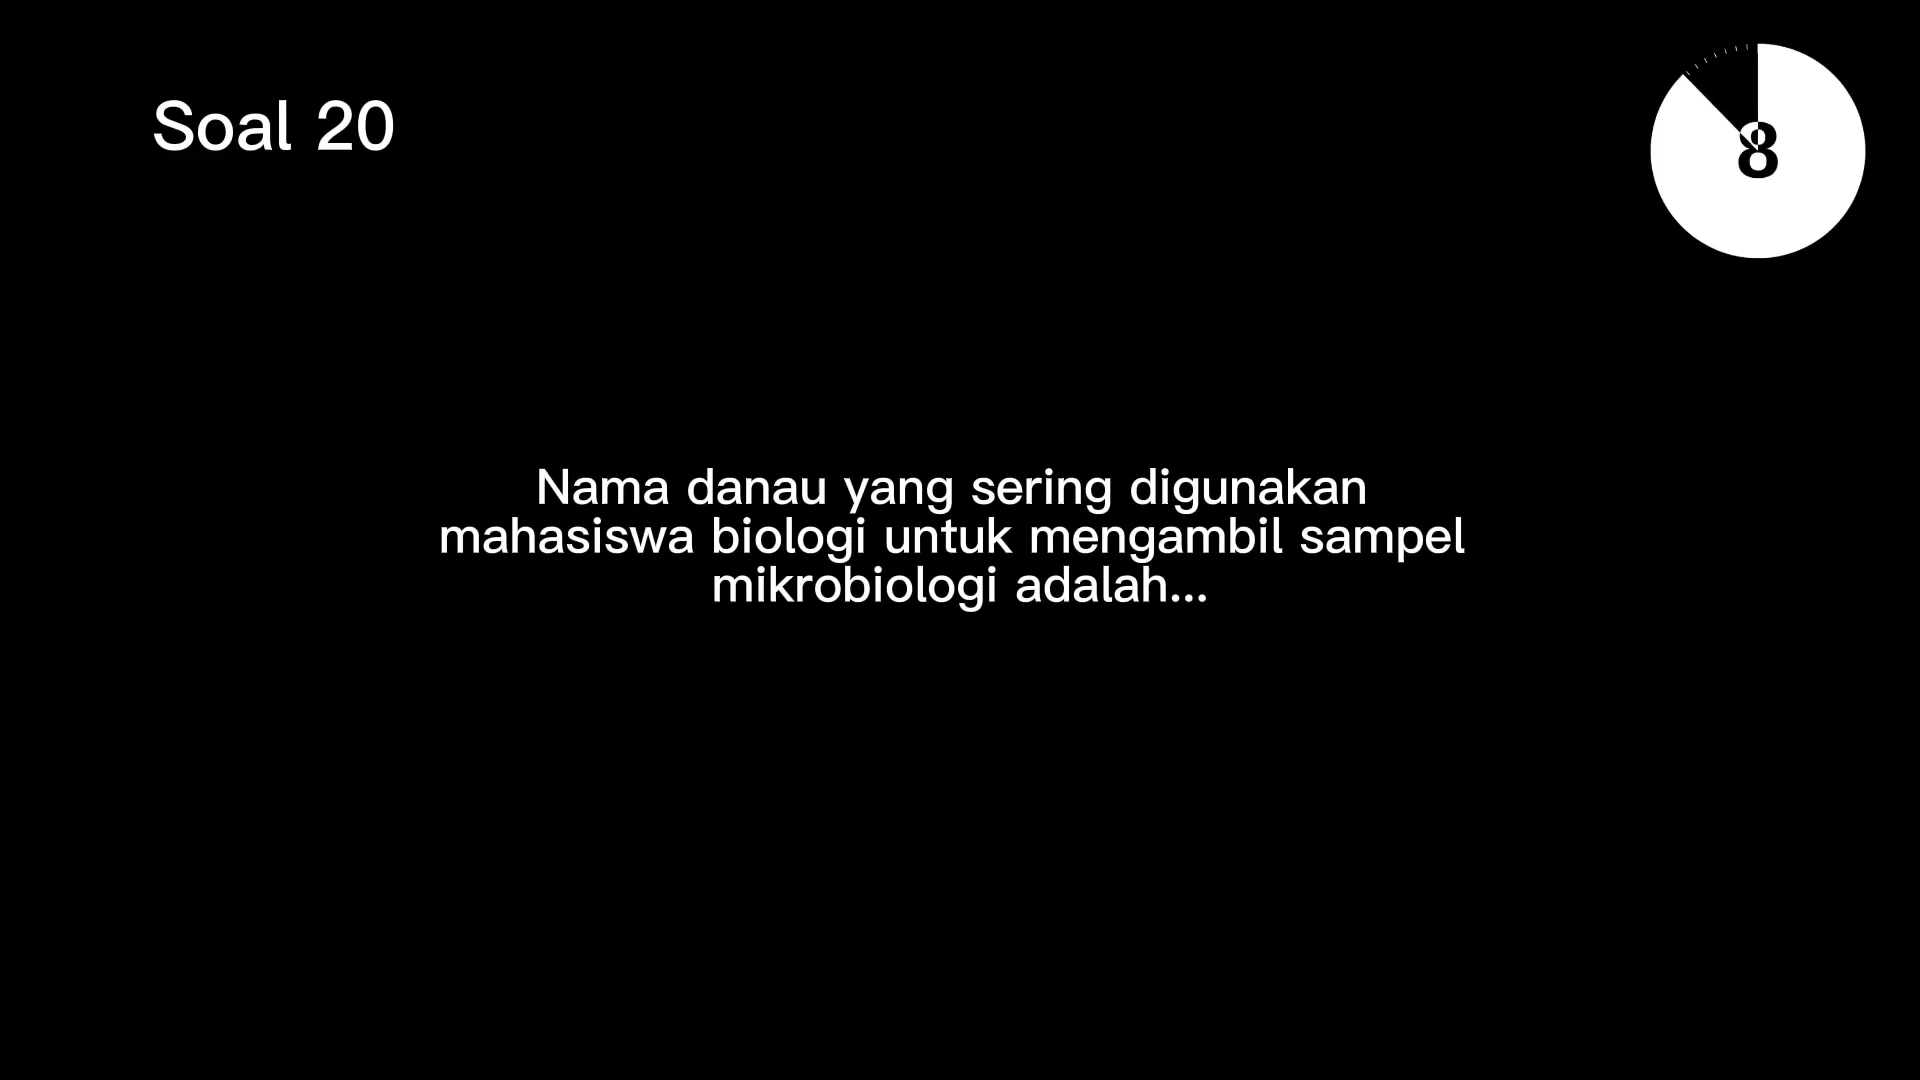 Soal 20
8
Nama danau yang sering digunakan
mahasiswa biologi untuk mengambil sampel
mikrobiologi adalah...